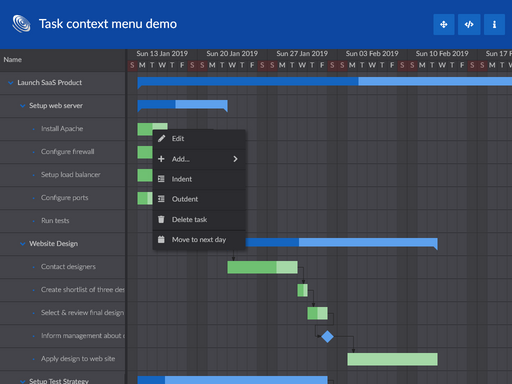 Task context menu demo
Name
Sun 13 Jan 2019 Sun 20 Jan 2019 Sun 27 Jan 2019 Sun 03 Feb 2019 Sun 10 Feb 2019 Sun 17 F
S M T W T F S S M T W T F S S M T W T F S S M T W T F S S M T W T F S S M T
Launch SaaS Product
Setup web server
Install Apache
Configure firewall
Setup load balancer
Configure ports
Run tests
Edit
Add...
Indent
Outdent
Delete task
Move to next day
Website Design
Contact designers
Create shortlist of three des
Select & review final design
Inform management about
Apply design to web site
Setup Test Strategy